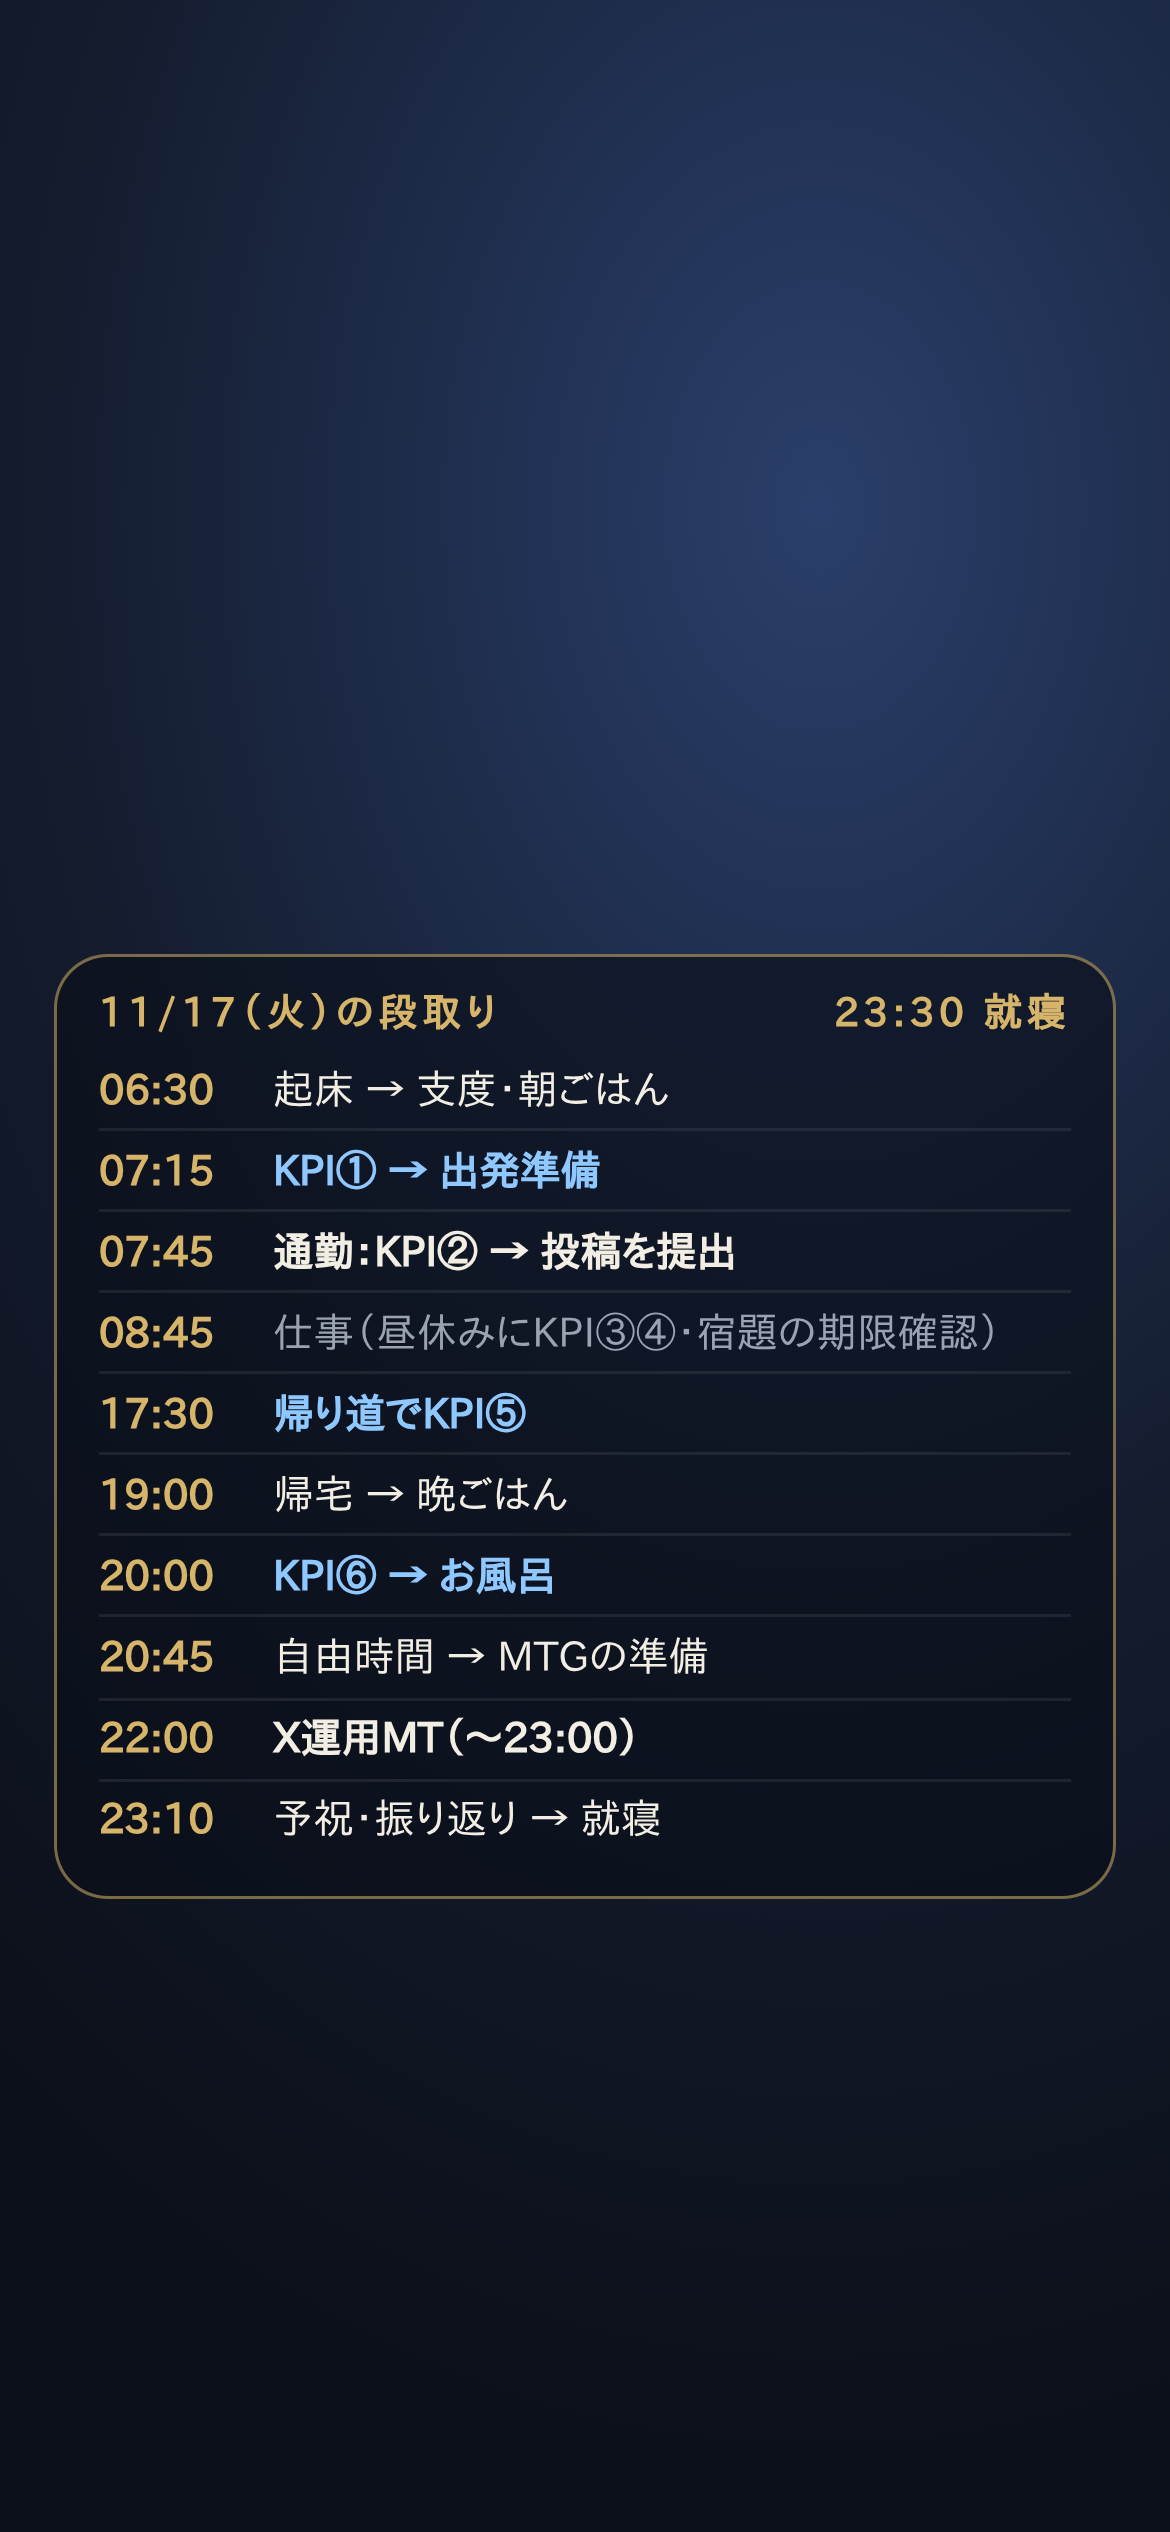 11/17（火）の段取り 23:30 就寝
06:30 起床 → 支度・朝ごはん
07:15 KPI① → 出発準備
07:45 通勤：KPI② → 投稿を提出
08:45 仕事（昼休みにKPI③④・宿題の期限確認）
17:30 帰り道でKPI⑤
19:00 帰宅 → 晩ごはん
20:00 KPI⑥ → お風呂
20:45 自由時間 → MTGの準備
22:00 X運用MT（〜23:00）
23:10 予祝・振り返り → 就寝